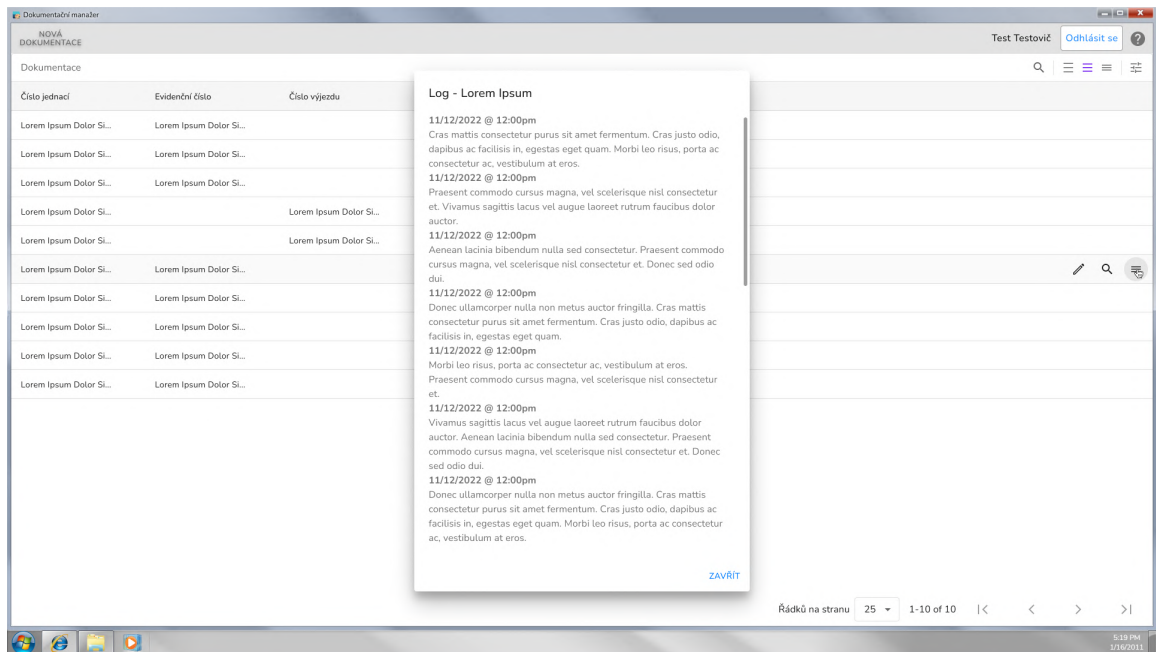 Dokumentační manažer
NOVÁ
DOKUMENTACE
Test Testovič
Odhlásit se
?
Dokumentace
Číslo jednací Evidenční číslo Číslo výjezdu
Lorem Ipsum Dolor Si... Lorem Ipsum Dolor Si...
Lorem Ipsum Dolor Si... Lorem Ipsum Dolor Si...
Lorem Ipsum Dolor Si... Lorem Ipsum Dolor Si...
Lorem Ipsum Dolor Si... Lorem Ipsum Dolor Si...
Lorem Ipsum Dolor Si... Lorem Ipsum Dolor Si...
Lorem Ipsum Dolor Si... Lorem Ipsum Dolor Si...
Lorem Ipsum Dolor Si... Lorem Ipsum Dolor Si...
Lorem Ipsum Dolor Si... Lorem Ipsum Dolor Si...
Lorem Ipsum Dolor Si... Lorem Ipsum Dolor Si...
Lorem Ipsum Dolor Si... Lorem Ipsum Dolor Si...
Log - Lorem Ipsum
11/12/2022 @ 12:00pm
Cras mattis consectetur purus sit amet fermentum. Cras justo odio,
dapibus ac facilisis in, egestas eget quam. Morbi leo risus, porta ac
consectetur ac, vestibulum at eros.
11/12/2022 @ 12:00pm
Praesent commodo cursus magna, vel scelerisque nisl consectetur
et. Vivamus sagittis lacus vel augue laoreet rutrum faucibus dolor
auctor.
11/12/2022 @ 12:00pm
Aenean lacinia bibendum nulla sed consectetur. Praesent commodo
cursus magna, vel scelerisque nisl consectetur et. Donec sed odio
dui.
11/12/2022 @ 12:00pm
Donec ullamcorper nulla non metus auctor fringilla. Cras mattis
consectetur purus sit amet fermentum. Cras justo odio, dapibus ac
facilisis in, egestas eget quam.
11/12/2022 @ 12:00pm
Morbi leo risus, porta ac consectetur ac, vestibulum at eros.
Praesent commodo cursus magna, vel scelerisque nisl consectetur
et.
11/12/2022 @ 12:00pm
Vivamus sagittis lacus vel augue laoreet rutrum faucibus dolor
auctor. Aenean lacinia bibendum nulla sed consectetur. Praesent
commodo cursus magna, vel scelerisque nisl consectetur et. Donec
sed odio dui.
11/12/2022 @ 12:00pm
Donec ullamcorper nulla non metus auctor fringilla. Cras mattis
consectetur purus sit amet fermentum. Cras justo odio, dapibus ac
facilisis in, egestas eget quam. Morbi leo risus, porta ac consectetur
ac, vestibulum at eros.
ZAVŘÍT
Řádků na stranu 25 1-10 of 10
5:19 PM
1/16/2011